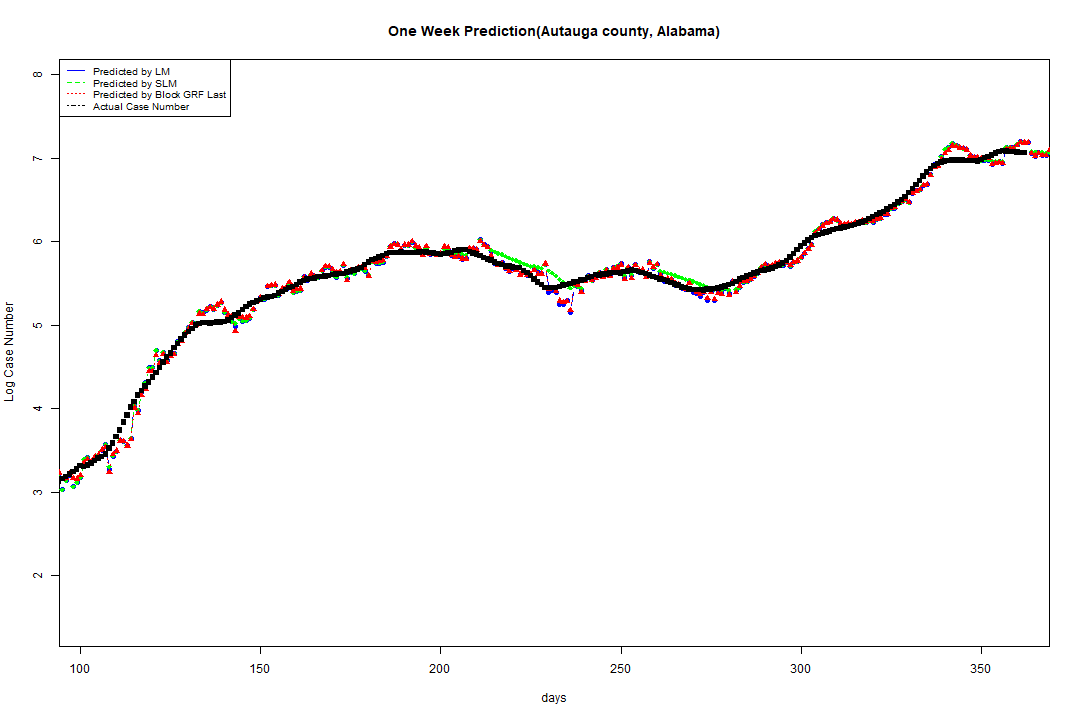 One Week Prediction(Autauga county, Alabama)
Predicted by LM
Predicted by SLM
Predicted by Block GRF Last
Actual Case Number
8
7
6
5
4
3
2
Log Case Number
100 150 200 250 300 350
days